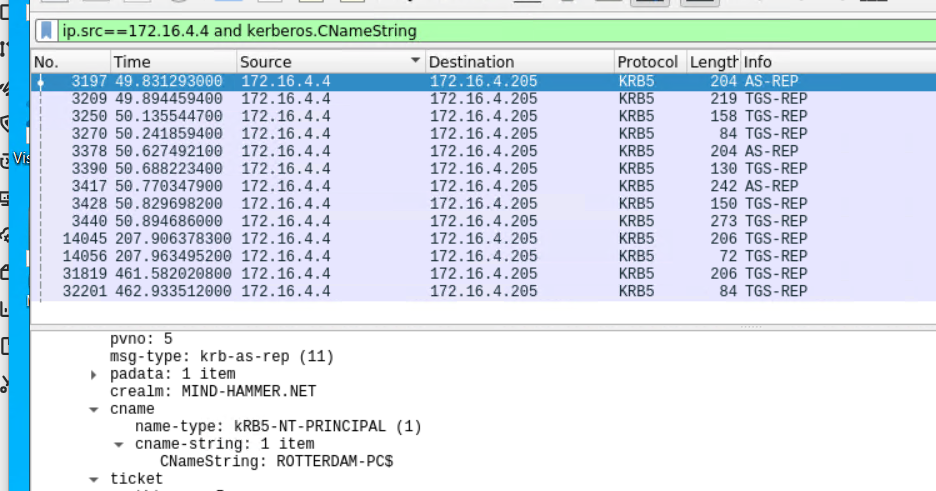 ip.src==172.16.4.4 and kerberos.CNameString
No. Time Source Destination Protocol Length Info
3197 49.831293000 172.16.4.4 172.16.4.205 KRB5 204 AS-REP
3209 49.894459400 172.16.4.4 172.16.4.205 KRB5 219 TGS-REP
3250 50.135544700 172.16.4.4 172.16.4.205 KRB5 158 TGS-REP
3270 50.241859400 172.16.4.4 172.16.4.205 KRB5 84 TGS-REP
3378 50.627492100 172.16.4.4 172.16.4.205 KRB5 204 AS-REP
3390 50.688223400 172.16.4.4 172.16.4.205 KRB5 130 TGS-REP
3417 50.770347900 172.16.4.4 172.16.4.205 KRB5 242 AS-REP
3428 50.829698200 172.16.4.4 172.16.4.205 KRB5 150 TGS-REP
3440 50.894686000 172.16.4.4 172.16.4.205 KRB5 273 TGS-REP
14045 207.906378300 172.16.4.4 172.16.4.205 KRB5 206 TGS-REP
14056 207.963495200 172.16.4.4 172.16.4.205 KRB5 72 TGS-REP
31819 461.582020800 172.16.4.4 172.16.4.205 KRB5 206 TGS-REP
32201 462.933512000 172.16.4.4 172.16.4.205 KRB5 84 TGS-REP
Vis
pvno: 5
msg-type: krb-as-rep (11)
padata: 1 item
crealm: MIND-HAMMER.NET
cname
name-type: kRB5-NT-PRINCIPAL (1)
cname-string: 1 item
CNameString: ROTTERDAM-PC$
ticket